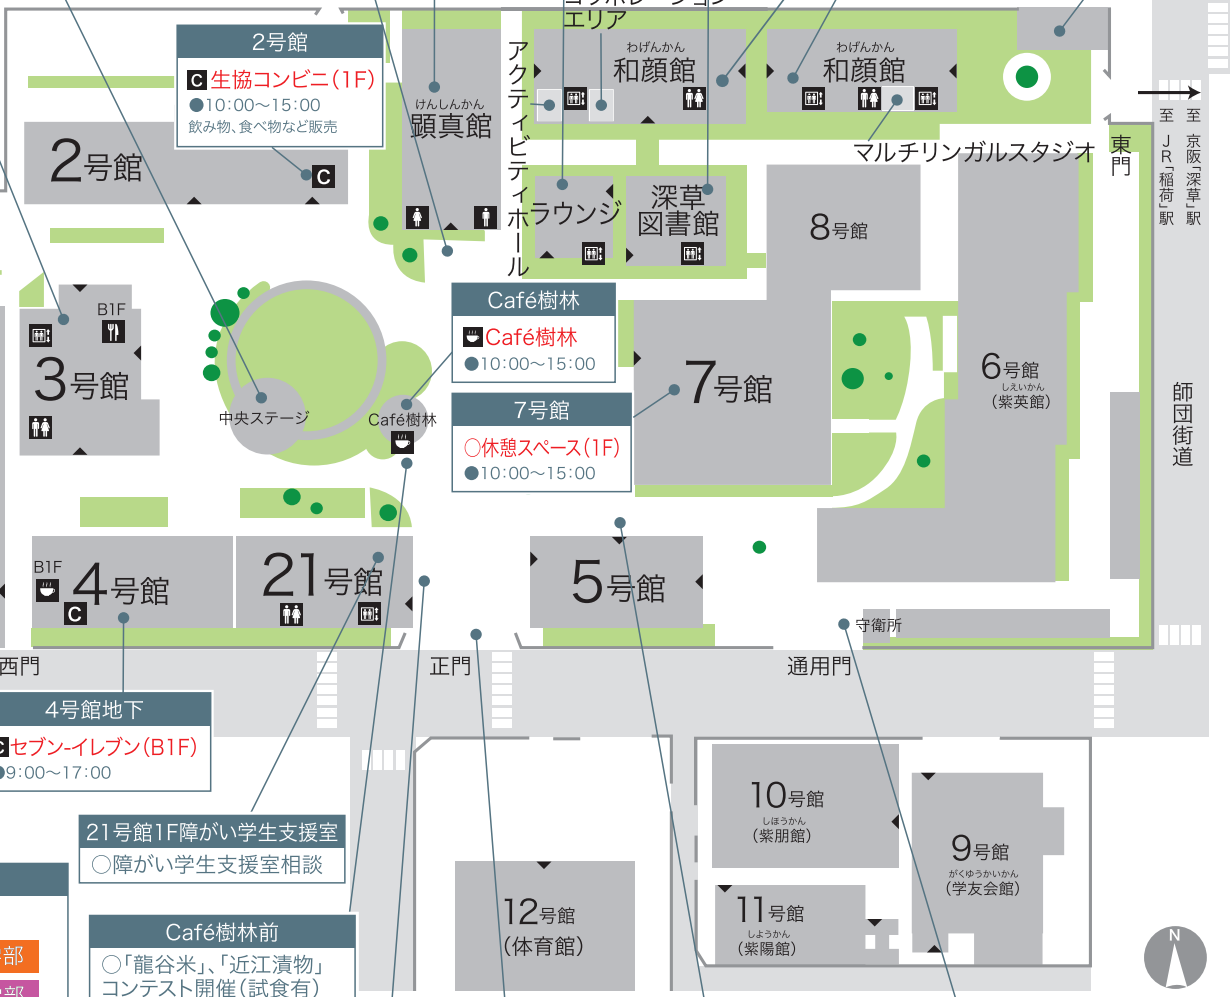 コラボレーション
エリア
2号館
C 生協コンビニ（1F）
●10:00～15:00
飲み物、食べ物など販売
2号館
C
けんしんかん
顕真館
アクティビティホール
わげんかん
和顔館
わげんかん
和顔館
マルチリンガルスタジオ
東門
至 JR「稲荷」駅
至 京阪「深草」駅
ラウンジ
深草
図書館
8号館
B1F
3号館
中央ステージ
Café樹林
Café樹林
Café樹林
●10:00～15:00
7号館
○休憩スペース（1F）
●10:00～15:00
7号館
6号館
しえいかん
（紫英館）
師団街道
B1F
4号館
C
21号館
5号館
守衛所
西門
正門
通用門
4号館地下
C セブン-イレブン（B1F）
●9:00～17:00
21号館1F障がい学生支援室
○障がい学生支援室相談
Café樹林前
○「龍谷米」、「近江漬物」
コンテスト開催（試食有）
部
部
12号館
（体育館）
10号館
しほうかん
（紫朋館）
11号館
しようかん
（紫陽館）
9号館
がくゆうかいかん
（学友会館）
N